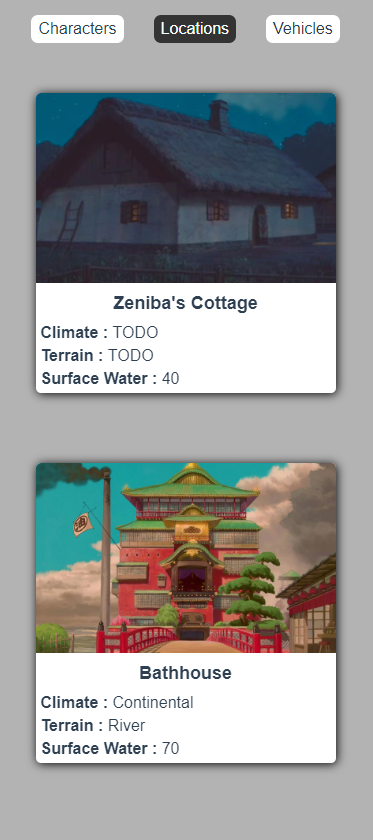 Characters Locations Vehicles
Zeniba's Cottage
Climate : TODO
Terrain : TODO
Surface Water : 40
Bathhouse
Climate : Continental
Terrain : River
Surface Water : 70